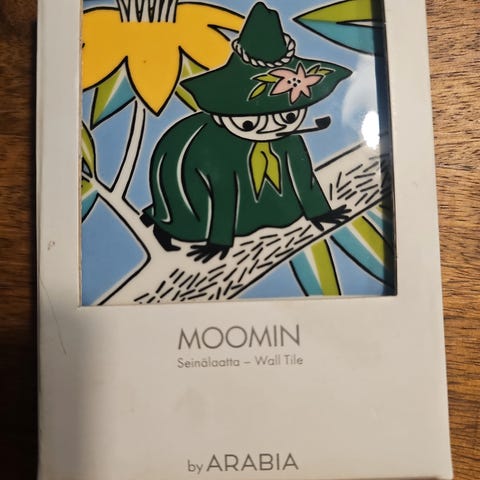 MOOMIN
Seinälaatta – Wall Tile
by ARABIA